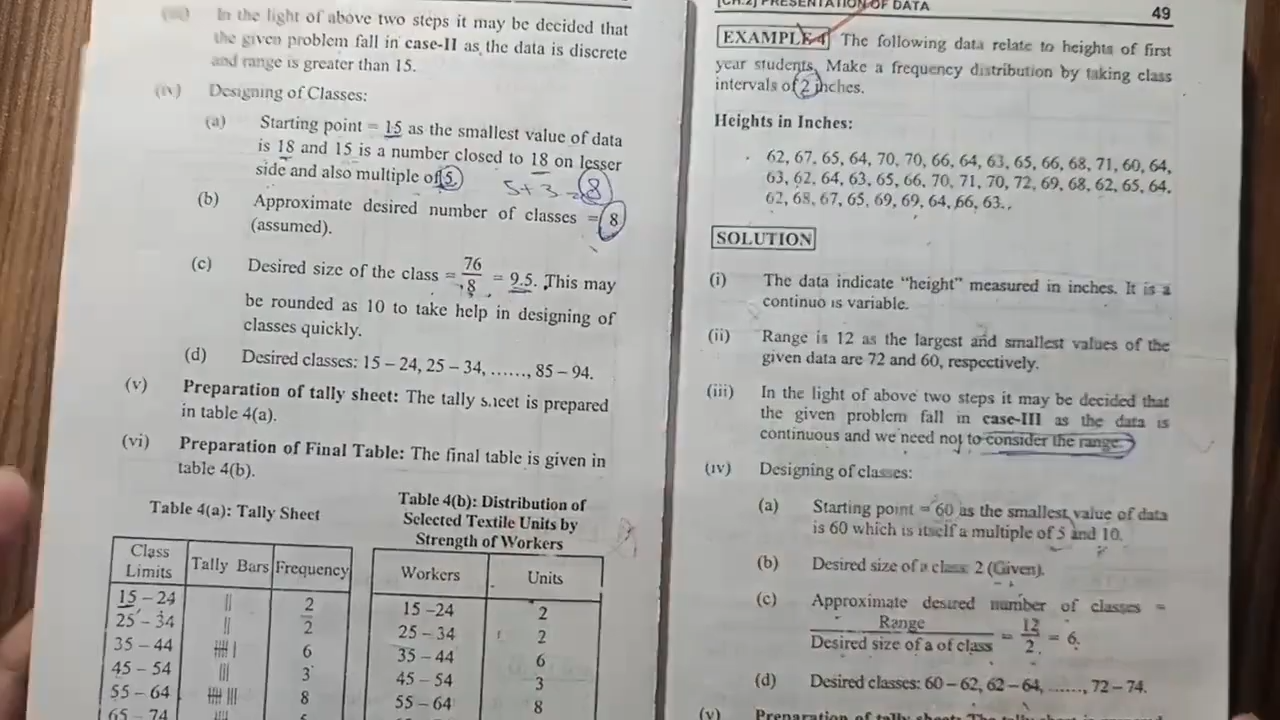 (iii) In the light of above two steps it may be decided that
the given problem fall in case-II as the data is discrete
and range is greater than 15.
(iv) Designing of Classes:
(a) Starting point = 15 as the smallest value of data
is 18 and 15 is a number closed to 18 on lesser
side and also multiple of 5.
5+3=8
(b) Approximate desired number of classes = 8
(assumed).
(c) Desired size of the class = 76/8 = 9.5. This may
be rounded as 10 to take help in designing of
classes quickly.
(d) Desired classes: 15 – 24, 25 – 34, ......, 85 – 94.
(v) Preparation of tally sheet: The tally sheet is prepared
in table 4(a).
(vi) Preparation of Final Table: The final table is given in
table 4(b).
Table 4(a): Tally Sheet
Class Limits Tally Bars Frequency
15 – 24 || 2
25 – 34 || 2
35 – 44 |||| | 6
45 – 54 ||| 3
55 – 64 |||| ||| 8
65 – 74
Table 4(b): Distribution of
Selected Textile Units by
Strength of Workers
Workers Units
15 –24 2
25 – 34 2
35 – 44 6
45 – 54 3
55 – 64 8
[CH.2] PRESENTATION OF DATA 49
EXAMPLE 4 The following data relate to heights of first
year students. Make a frequency distribution by taking class
intervals of 2 inches.
Heights in Inches:
62, 67, 65, 64, 70, 70, 66, 64, 63, 65, 66, 68, 71, 60, 64,
63, 62, 64, 63, 65, 66, 70, 71, 70, 72, 69, 68, 62, 65, 64,
62, 68, 67, 65, 69, 69, 64, 66, 63..
SOLUTION
(i) The data indicate "height" measured in inches. It is a
continuo is variable.
(ii) Range is 12 as the largest and smallest values of the
given data are 72 and 60, respectively.
(iii) In the light of above two steps it may be decided that
the given problem fall in case-III as the data is
continuous and we need not to consider the range.
(iv) Designing of classes:
(a) Starting point = 60 as the smallest value of data
is 60 which is itself a multiple of 5 and 10.
(b) Desired size of a class: 2 (Given).
(c) Approximate desired number of classes =
Range / Desired size of a of class = 12/2 = 6.
(d) Desired classes: 60 – 62, 62 – 64, ......, 72 – 74.
(v) Preparation of tally sheet: The